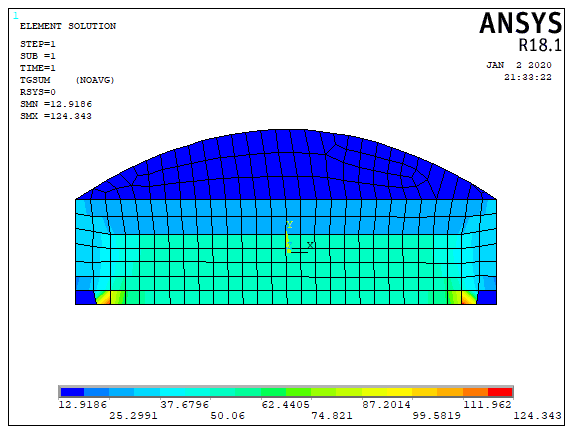 1
ELEMENT SOLUTION
ANSYS
R18.1
STEP=1
SUB =1
TIME=1
TGSUM    (NOAVG)
RSYS=0
SMN =12.9186
SMX =124.343
JAN  2 2020
21:33:22
Y
X
12.9186 37.6796 62.4405 87.2014 111.962
25.2991 50.06 74.821 99.5819 124.343